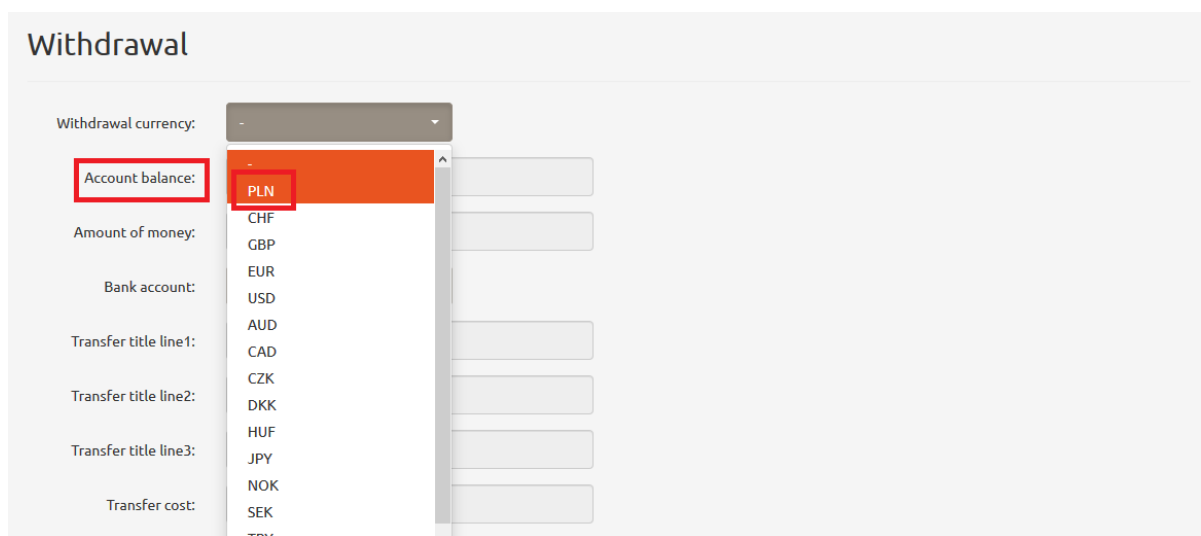 Withdrawal
Withdrawal currency: -
-
Account balance:
PLN
CHF
Amount of money:
GBP
EUR
Bank account:
USD
AUD
Transfer title line1:
CAD
CZK
Transfer title line2:
DKK
HUF
Transfer title line3:
JPY
NOK
Transfer cost:
SEK